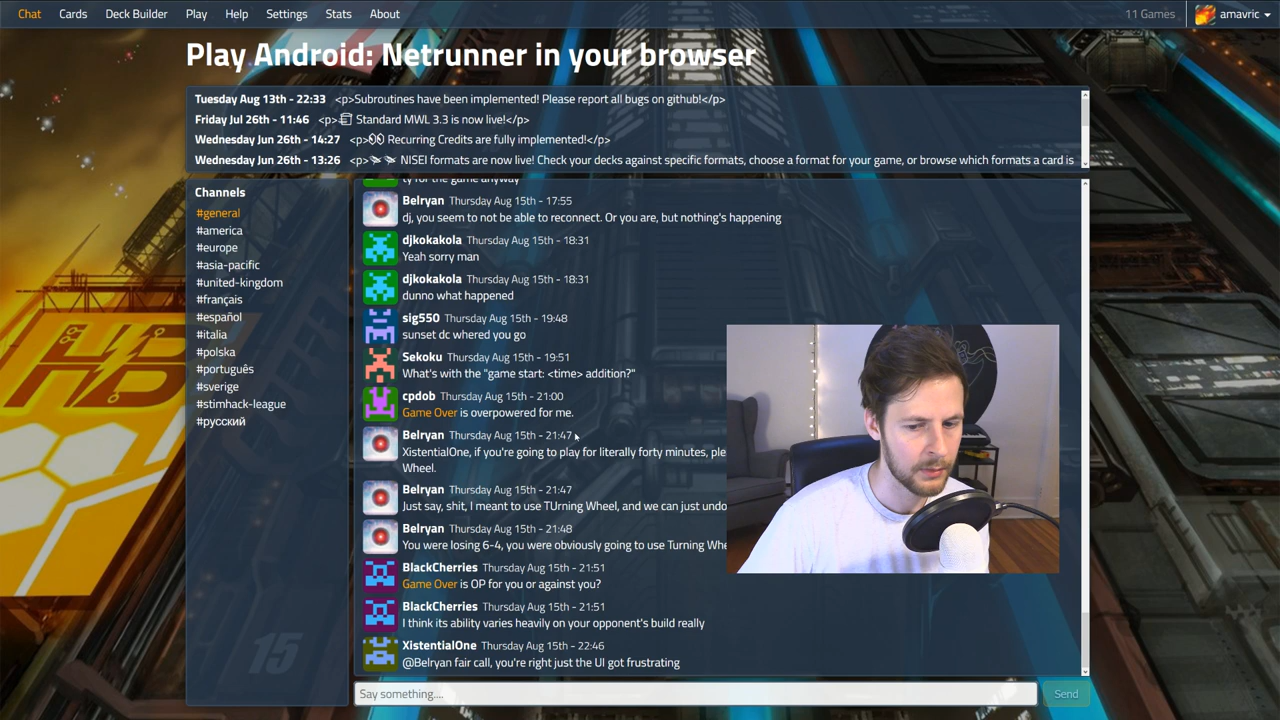 Chat Cards Deck Builder Play Help Settings Stats About 11 Games amavric
Play Android: Netrunner in your browser
Tuesday Aug 13th - 22:33 <p>Subroutines have been implemented! Please report all bugs on github!</p>
Friday Jul 26th - 11:46 <p> Standard MWL 3.3 is now live!</p>
Wednesday Jun 26th - 14:27 <p> Recurring Credits are fully implemented!</p>
Wednesday Jun 26th - 13:26 <p> NISEI formats are now live! Check your decks against specific formats, choose a format for your game, or browse which formats a card is
Channels
#general
#america
#europe
#asia-pacific
#united-kingdom
#français
#español
#italia
#polska
#português
#sverige
#stimhack-league
#русский
ty for the game anyway
Belryan Thursday Aug 15th - 17:55
dj, you seem to not be able to reconnect. Or you are, but nothing's happening
djkokakola Thursday Aug 15th - 18:31
Yeah sorry man
djkokakola Thursday Aug 15th - 18:31
dunno what happened
sig550 Thursday Aug 15th - 19:48
sunset dc whered you go
Sekoku Thursday Aug 15th - 19:51
What's with the "game start: <time> addition?"
cpdob Thursday Aug 15th - 21:00
Game Over is overpowered for me.
Belryan Thursday Aug 15th - 21:47
XistentialOne, if you're going to play for literally forty minutes, ple
Wheel.
Belryan Thursday Aug 15th - 21:47
Just say, shit, I meant to use TUrning Wheel, and we can just undo
Belryan Thursday Aug 15th - 21:48
You were losing 6-4, you were obviously going to use Turning Whe
BlackCherries Thursday Aug 15th - 21:51
Game Over is OP for you or against you?
BlackCherries Thursday Aug 15th - 21:51
I think its ability varies heavily on your opponent's build really
XistentialOne Thursday Aug 15th - 22:46
@Belryan fair call, you're right just the UI got frustrating
Say something....
Send
15